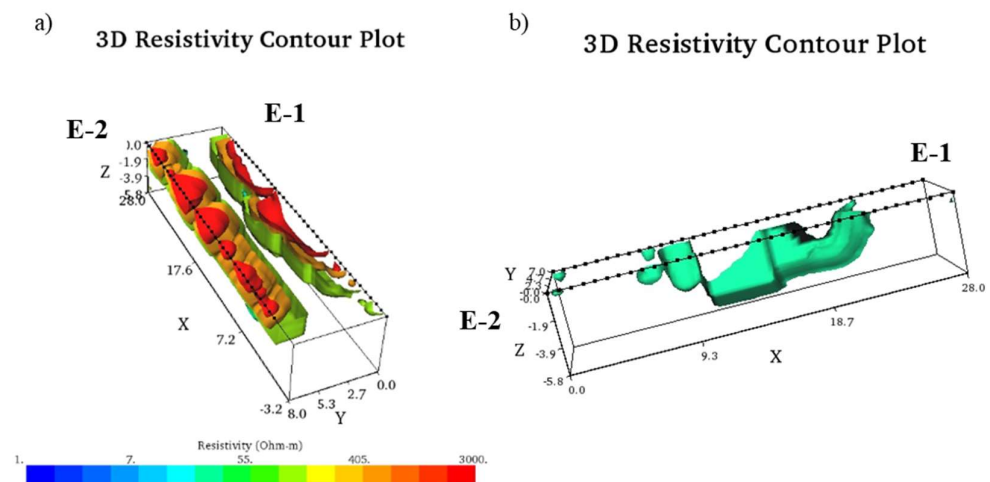 a)
3D Resistivity Contour Plot
E-1
E-2
-1.9
Z
-3.9
-5.8
28.0
17.6
X
7.2
-3.2
8.0
5.3
Y
2.7
0.0
Resistivity (Ohm-m)
1. 7. 55. 405. 3000.
b)
3D Resistivity Contour Plot
E-1
Y
7.0
E-2
-1.9
Z
-3.9
-5.8
0.0
9.3
X
18.7
28.0